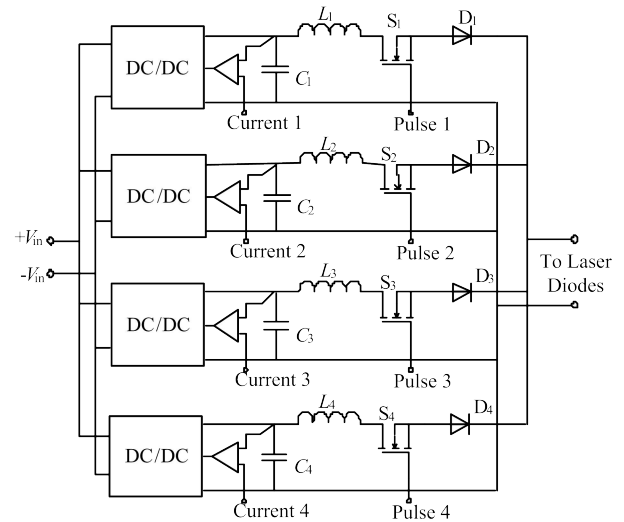 L1
S1
D1
DC/DC
C1
Current 1
Pulse 1
L2
S2
D2
DC/DC
C2
Current 2
Pulse 2
+Vin
-Vin
To Laser
Diodes
L3
S3
D3
DC/DC
C3
Current 3
Pulse 3
L4
S4
D4
DC/DC
C4
Current 4
Pulse 4